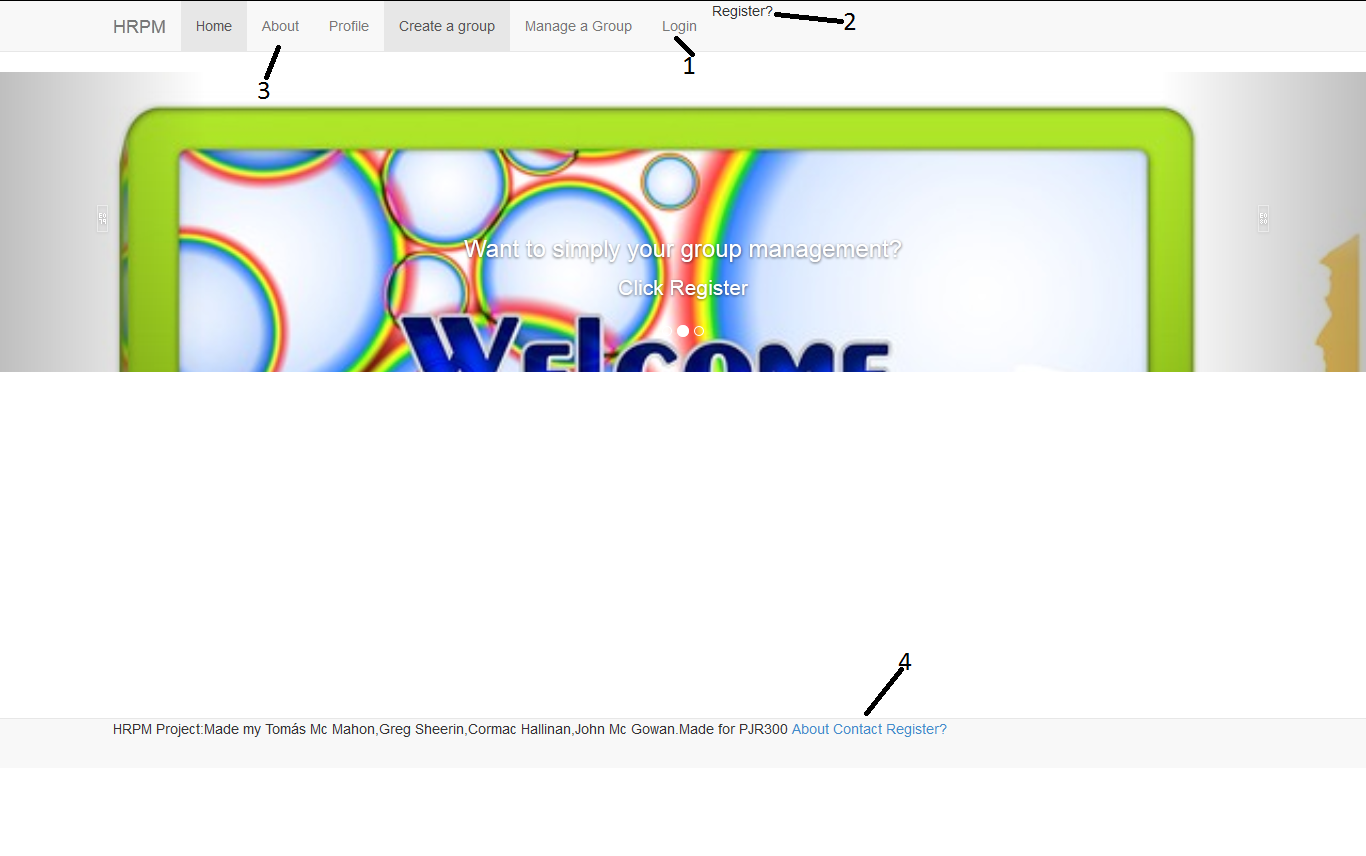 HRPM Home About Profile Create a group Manage a Group Login Register?
2
1
3
Want to simply your group management?
Click Register
Welcome
4
HRPM Project:Made my Tomás Mc Mahon,Greg Sheerin,Cormac Hallinan,John Mc Gowan.Made for PJR300 About Contact Register?